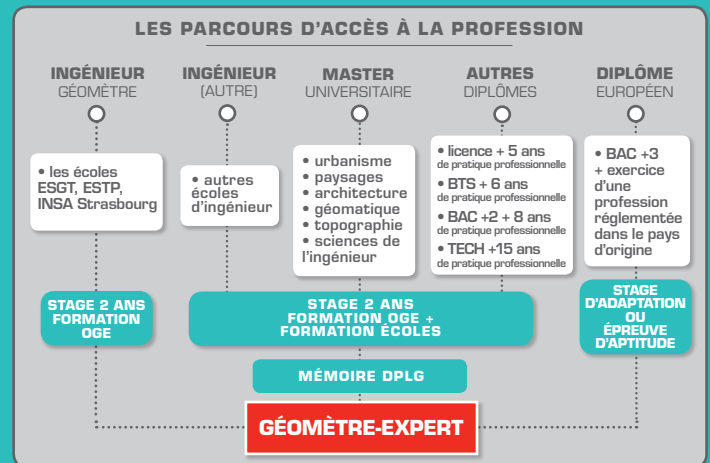 LES PARCOURS D'ACCÈS À LA PROFESSION
INGÉNIEUR
GÉOMÈTRE
• les écoles
ESGT, ESTP,
INSA Strasbourg
STAGE 2 ANS
FORMATION
OGE
INGÉNIEUR
(AUTRE)
• autres
écoles
d'ingénieur
MASTER
UNIVERSITAIRE
• urbanisme
• paysages
• architecture
• géomatique
• topographie
• sciences de
l'ingénieur
AUTRES
DIPLÔMES
• licence + 5 ans
de pratique professionnelle
• BTS + 6 ans
de pratique professionnelle
• BAC +2 + 8 ans
de pratique professionnelle
• TECH +15 ans
de pratique professionnelle
STAGE 2 ANS
FORMATION OGE +
FORMATION ÉCOLES
MÉMOIRE DPLG
DIPLÔME
EUROPÉEN
• BAC +3
+ exercice
d'une
profession
réglementée
dans le pays
d'origine
STAGE
D'ADAPTATION
OU
ÉPREUVE
D'APTITUDE
GÉOMÈTRE-EXPERT